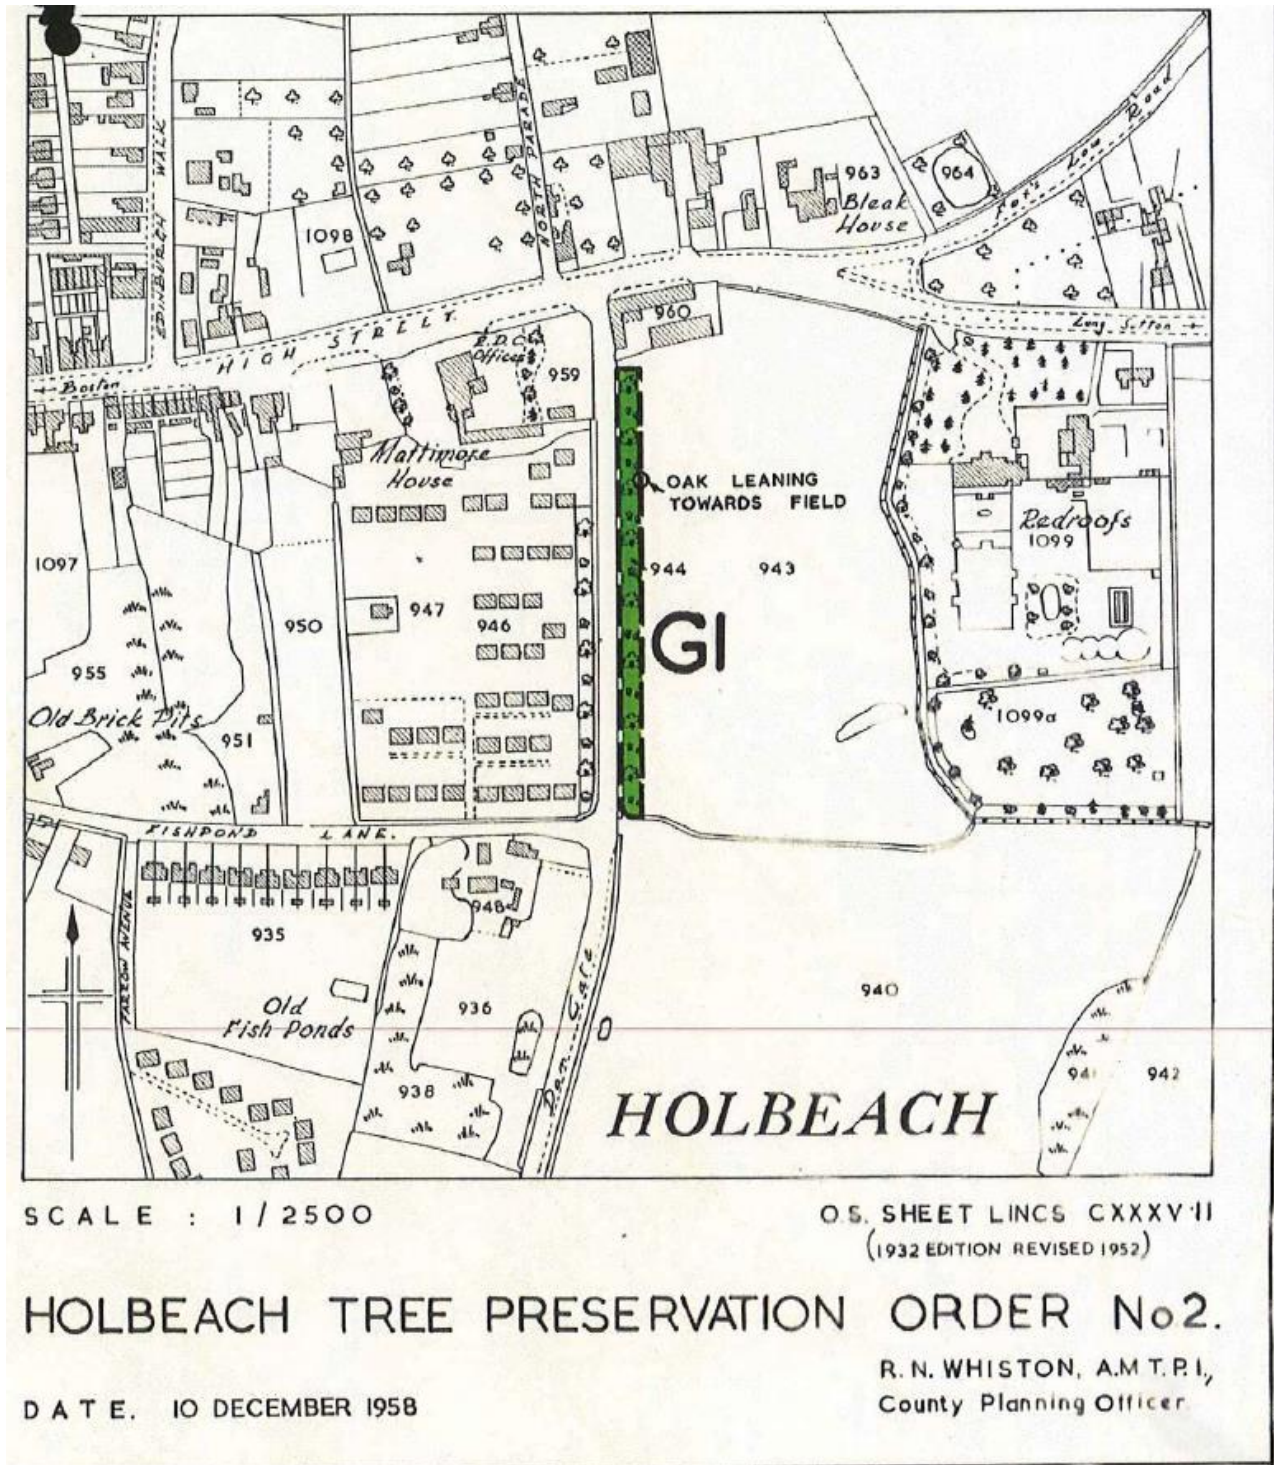 EDINBURGH WALK
NORTH PARADE
963
Bleak
House
964
Fat's Low Road
1098
960
HIGH STREET
R.D.C.
Offices
959
Long Sutton →
← Boston
Mattimore
House
OAK LEANING
TOWARDS FIELD
Redroofs
1099
1097
944
943
950
947
946
G1
955
Old Brick Pits
951
1099a
FISHPOND LANE.
948
FARROW AVENUE
935
Old
Fish Ponds
936
Dam Gate
940
938
941
942
HOLBEACH
SCALE : 1/2500
O.S. SHEET LINCS CXXXV·11
(1932 EDITION REVISED 1952)
HOLBEACH TREE PRESERVATION ORDER No2.
R. N. WHISTON, A.M T.P.I.,
County Planning Officer
DATE. 10 DECEMBER 1958